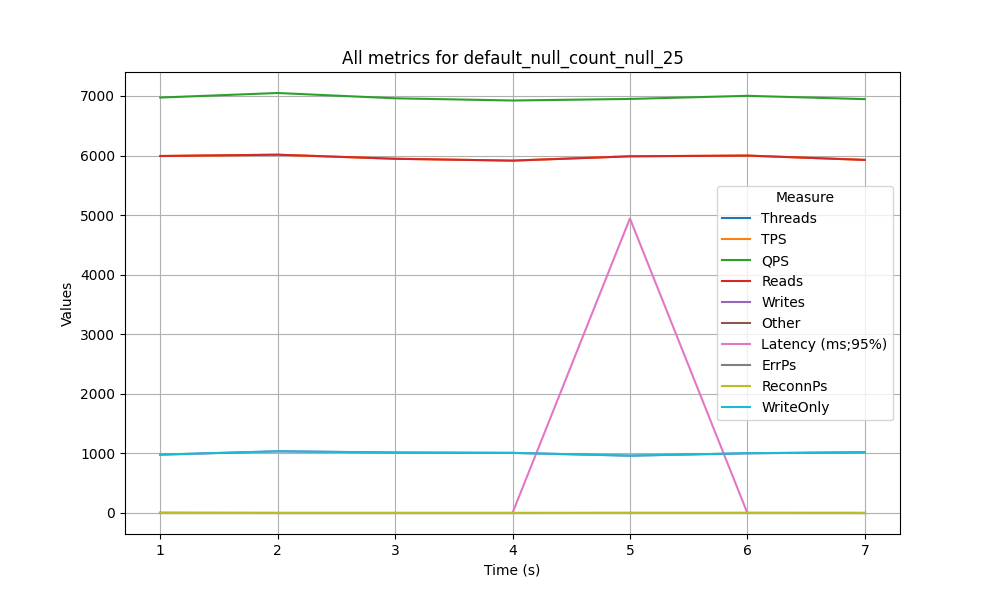 All metrics for default_null_count_null_25
7000
6000
5000
4000
3000
2000
1000
0
Values
1 2 3 4 5 6 7
Time (s)
Measure
Threads
TPS
QPS
Reads
Writes
Other
Latency (ms;95%)
ErrPs
ReconnPs
WriteOnly